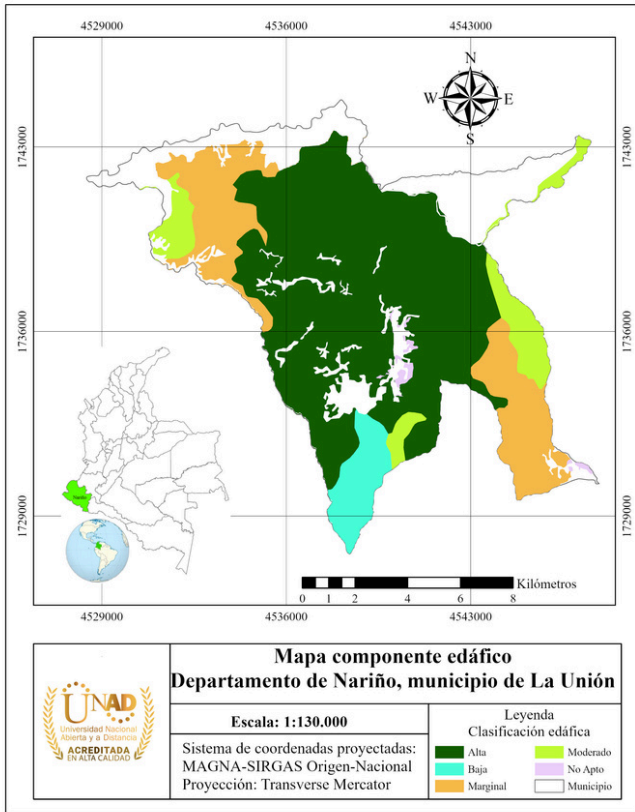 4529000 4536000 4543000
N
W E
S
1743000 1743000
1736000 1736000
Nariño
1729000 1729000
Kilómetros
0 1 2 4 6 8
4529000 4536000 4543000
Mapa componente edáfico
Departamento de Nariño, municipio de La Unión
UNAD
Universidad Nacional
Abierta y a Distancia
ACREDITADA
EN ALTA CALIDAD
Escala: 1:130.000
Sistema de coordenadas proyectadas:
MAGNA-SIRGAS Origen-Nacional
Proyección: Transverse Mercator
Leyenda
Clasificación edáfica
Alta Moderado
Baja No Apto
Marginal Municipio